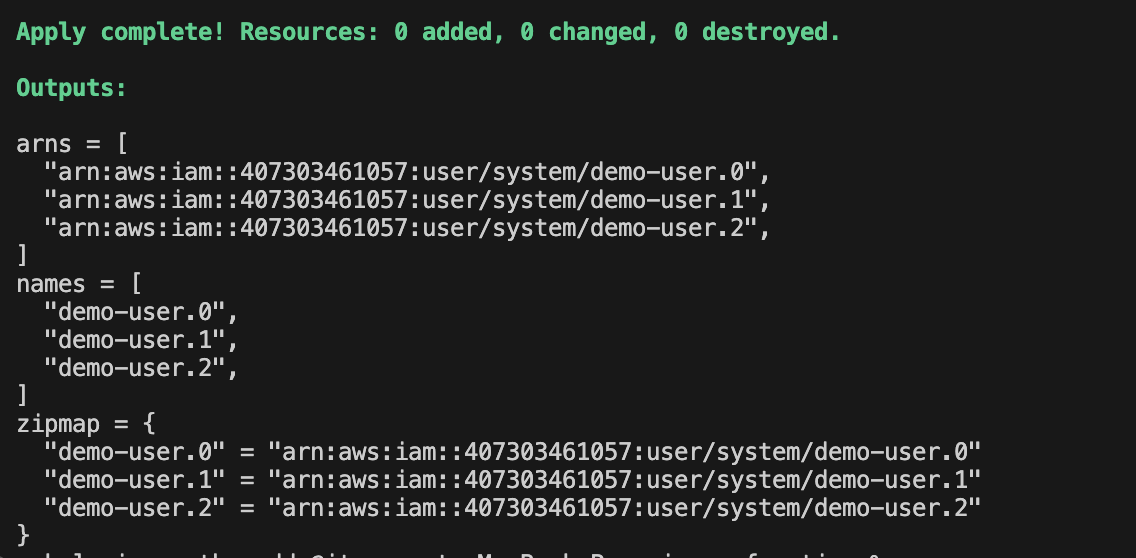 Apply complete! Resources: 0 added, 0 changed, 0 destroyed.
Outputs:
arns = [
  "arn:aws:iam::407303461057:user/system/demo-user.0",
  "arn:aws:iam::407303461057:user/system/demo-user.1",
  "arn:aws:iam::407303461057:user/system/demo-user.2",
]
names = [
  "demo-user.0",
  "demo-user.1",
  "demo-user.2",
]
zipmap = {
  "demo-user.0" = "arn:aws:iam::407303461057:user/system/demo-user.0"
  "demo-user.1" = "arn:aws:iam::407303461057:user/system/demo-user.1"
  "demo-user.2" = "arn:aws:iam::407303461057:user/system/demo-user.2"
}